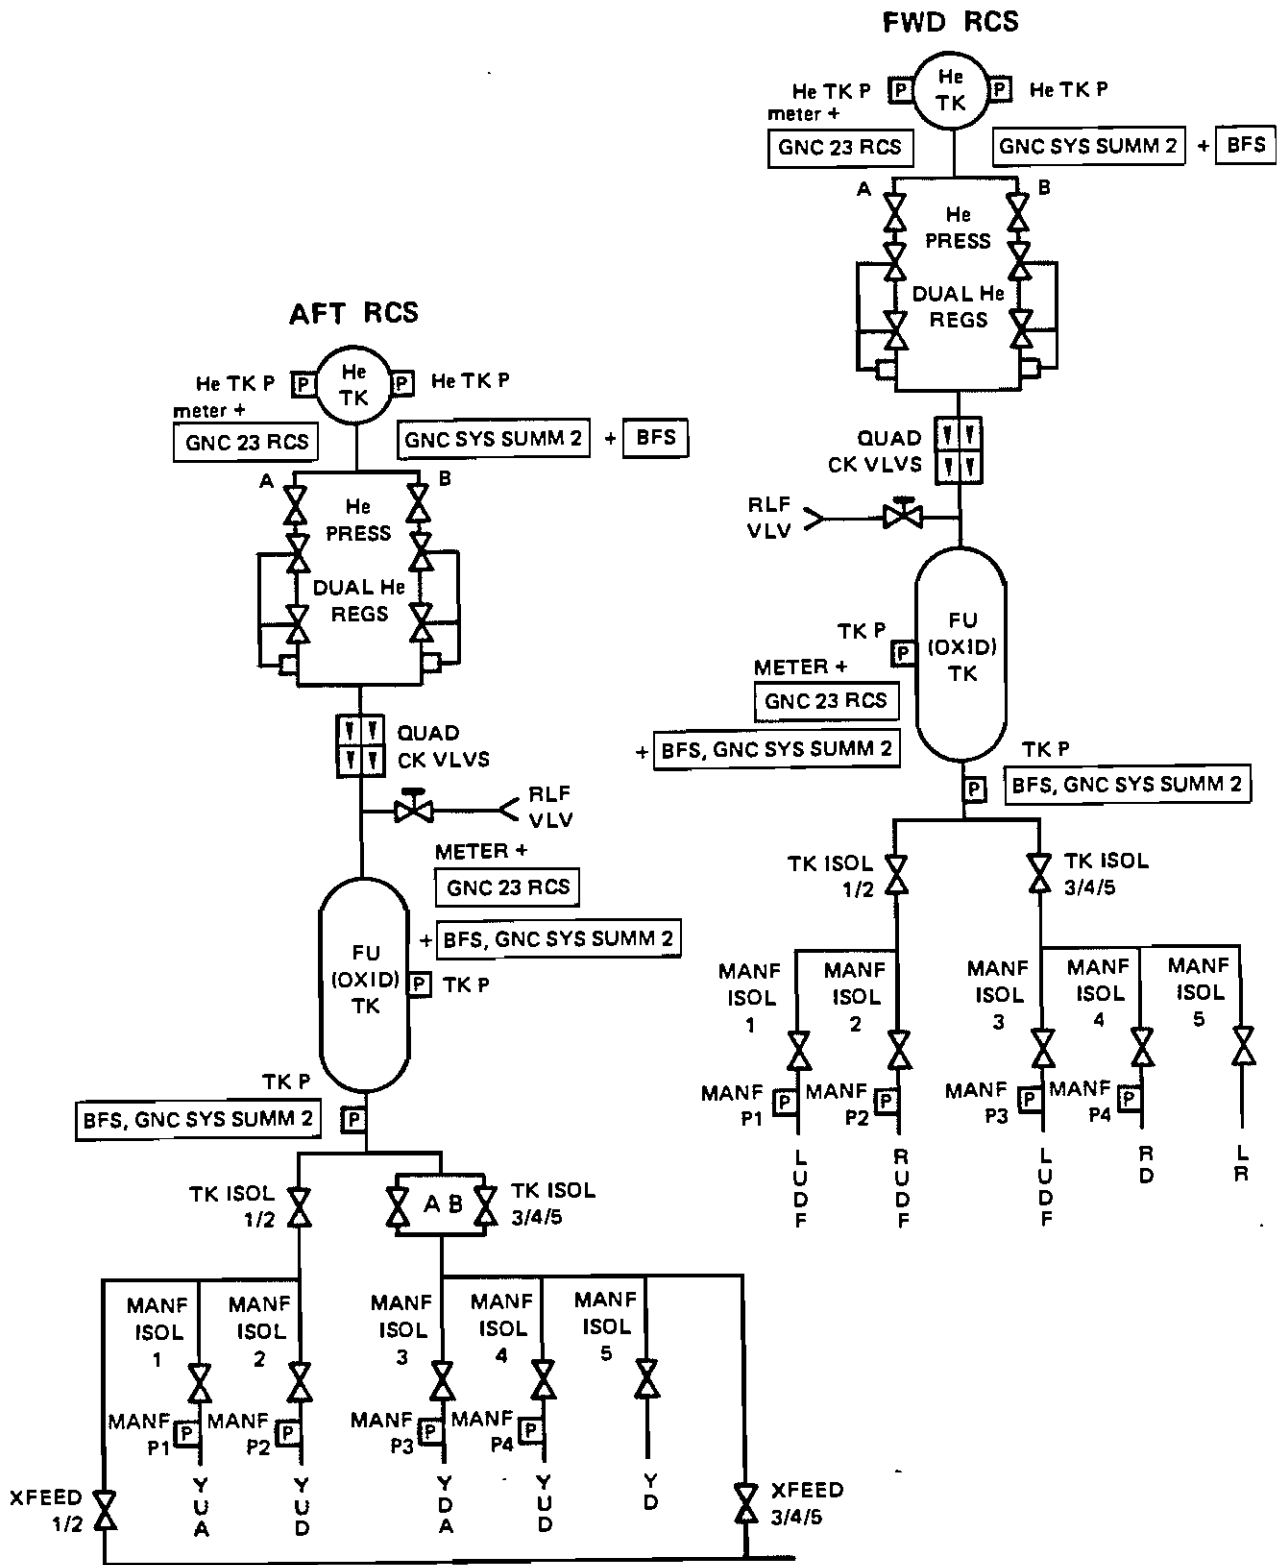 FWD RCS
He
TK
P
P
He TK P
He TK P
meter +
GNC 23 RCS
GNC SYS SUMM 2 + BFS
A
B
He
PRESS
DUAL He
REGS
QUAD
CK VLVS
RLF
VLV
FU
(OXID)
TK
TK P
P
METER +
GNC 23 RCS
+ BFS, GNC SYS SUMM 2
TK P
P
BFS, GNC SYS SUMM 2
TK ISOL
1/2
TK ISOL
3/4/5
MANF
ISOL
1
MANF
ISOL
2
MANF
ISOL
3
MANF
ISOL
4
MANF
ISOL
5
MANF
P1
P
MANF
P2
P
MANF
P3
P
MANF
P4
P
L
U
D
F
R
U
D
F
L
U
D
F
R
D
L
R
AFT RCS
He
TK
P
P
He TK P
He TK P
meter +
GNC 23 RCS
GNC SYS SUMM 2 + BFS
A
B
He
PRESS
DUAL He
REGS
QUAD
CK VLVS
RLF
VLV
METER +
GNC 23 RCS
+ BFS, GNC SYS SUMM 2
FU
(OXID)
TK
P
TK P
TK P
BFS, GNC SYS SUMM 2
P
TK ISOL
1/2
A B
TK ISOL
3/4/5
MANF
ISOL
1
MANF
ISOL
2
MANF
ISOL
3
MANF
ISOL
4
MANF
ISOL
5
MANF
P1
P
MANF
P2
P
MANF
P3
P
MANF
P4
P
XFEED
1/2
Y
U
A
Y
U
D
Y
D
A
Y
U
D
Y
D
XFEED
3/4/5